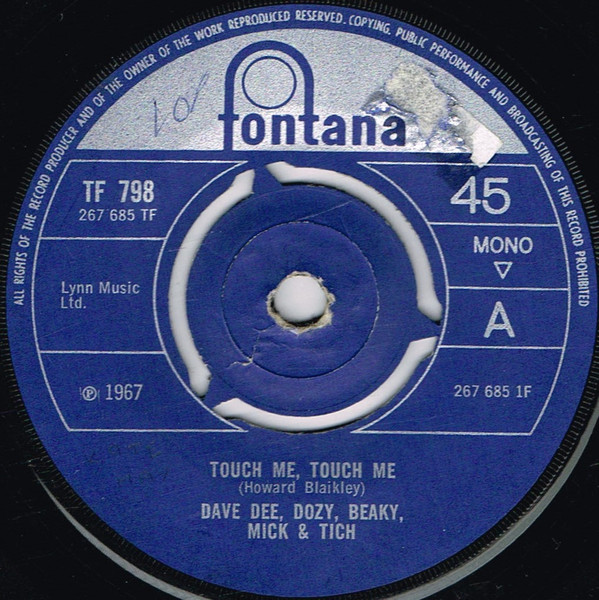 ALL RIGHTS OF THE RECORD PRODUCER AND OF THE OWNER OF THE WORK REPRODUCED RESERVED. COPYING, PUBLIC PERFORMANCE AND BROADCASTING OF THIS RECORD PROHIBITED
fontana
TF 798
267 685 TF
45
MONO
Lynn Music
Ltd.
A
℗ 1967
267 685 1F
TOUCH ME, TOUCH ME
(Howard Blaikley)
DAVE DEE, DOZY, BEAKY,
MICK & TICH